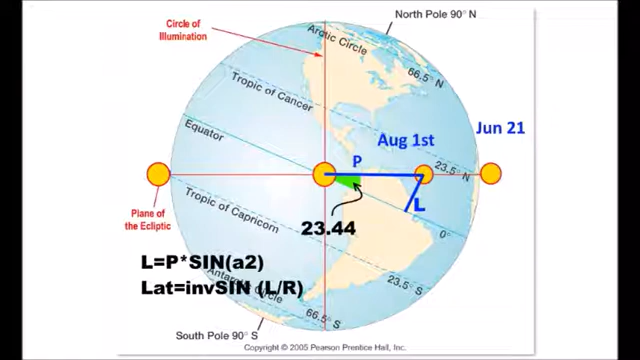 North Pole 90° N
Circle of
Illumination
Arctic Circle
66.5° N
Tropic of Cancer
Jun 21
Aug 1st
Equator
P
23.5° N
L
Plane of
the Ecliptic
Tropic of Capricorn
23.44
0°
L=P*SIN(a2)
Lat=invSIN (L/R)
Antarctic Circle
23.5° S
66.5° S
South Pole 90° S
Copyright © 2005 Pearson Prentice Hall, Inc.